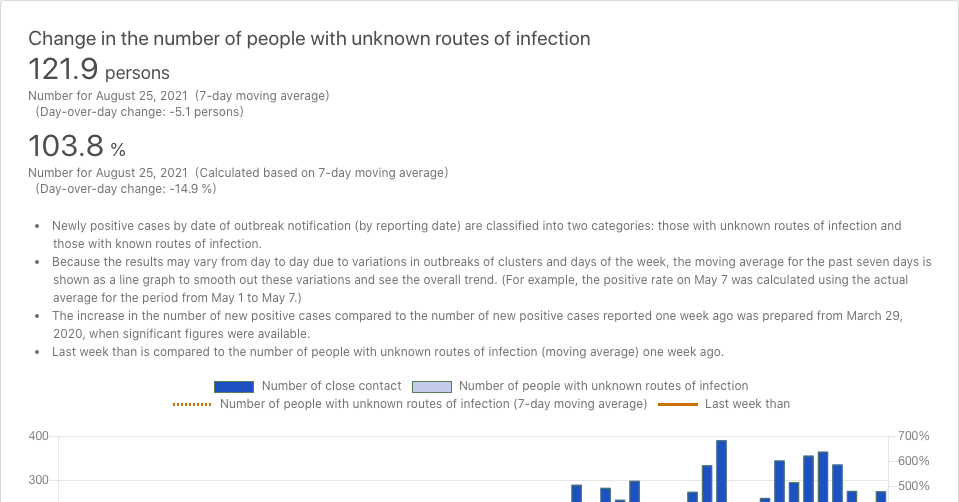 Change in the number of people with unknown routes of infection
121.9 persons
Number for August 25, 2021 (7-day moving average)
(Day-over-day change: -5.1 persons)
103.8 %
Number for August 25, 2021 (Calculated based on 7-day moving average)
(Day-over-day change: -14.9 %)
• Newly positive cases by date of outbreak notification (by reporting date) are classified into two categories: those with unknown routes of infection and
those with known routes of infection.
• Because the results may vary from day to day due to variations in outbreaks of clusters and days of the week, the moving average for the past seven days is
shown as a line graph to smooth out these variations and see the overall trend. (For example, the positive rate on May 7 was calculated using the actual
average for the period from May 1 to May 7.)
• The increase in the number of new positive cases compared to the number of new positive cases reported one week ago was prepared from March 29,
2020, when significant figures were available.
• Last week than is compared to the number of people with unknown routes of infection (moving average) one week ago.
Number of close contact Number of people with unknown routes of infection
Number of people with unknown routes of infection (7-day moving average) Last week than
400 700%
600%
300 500%